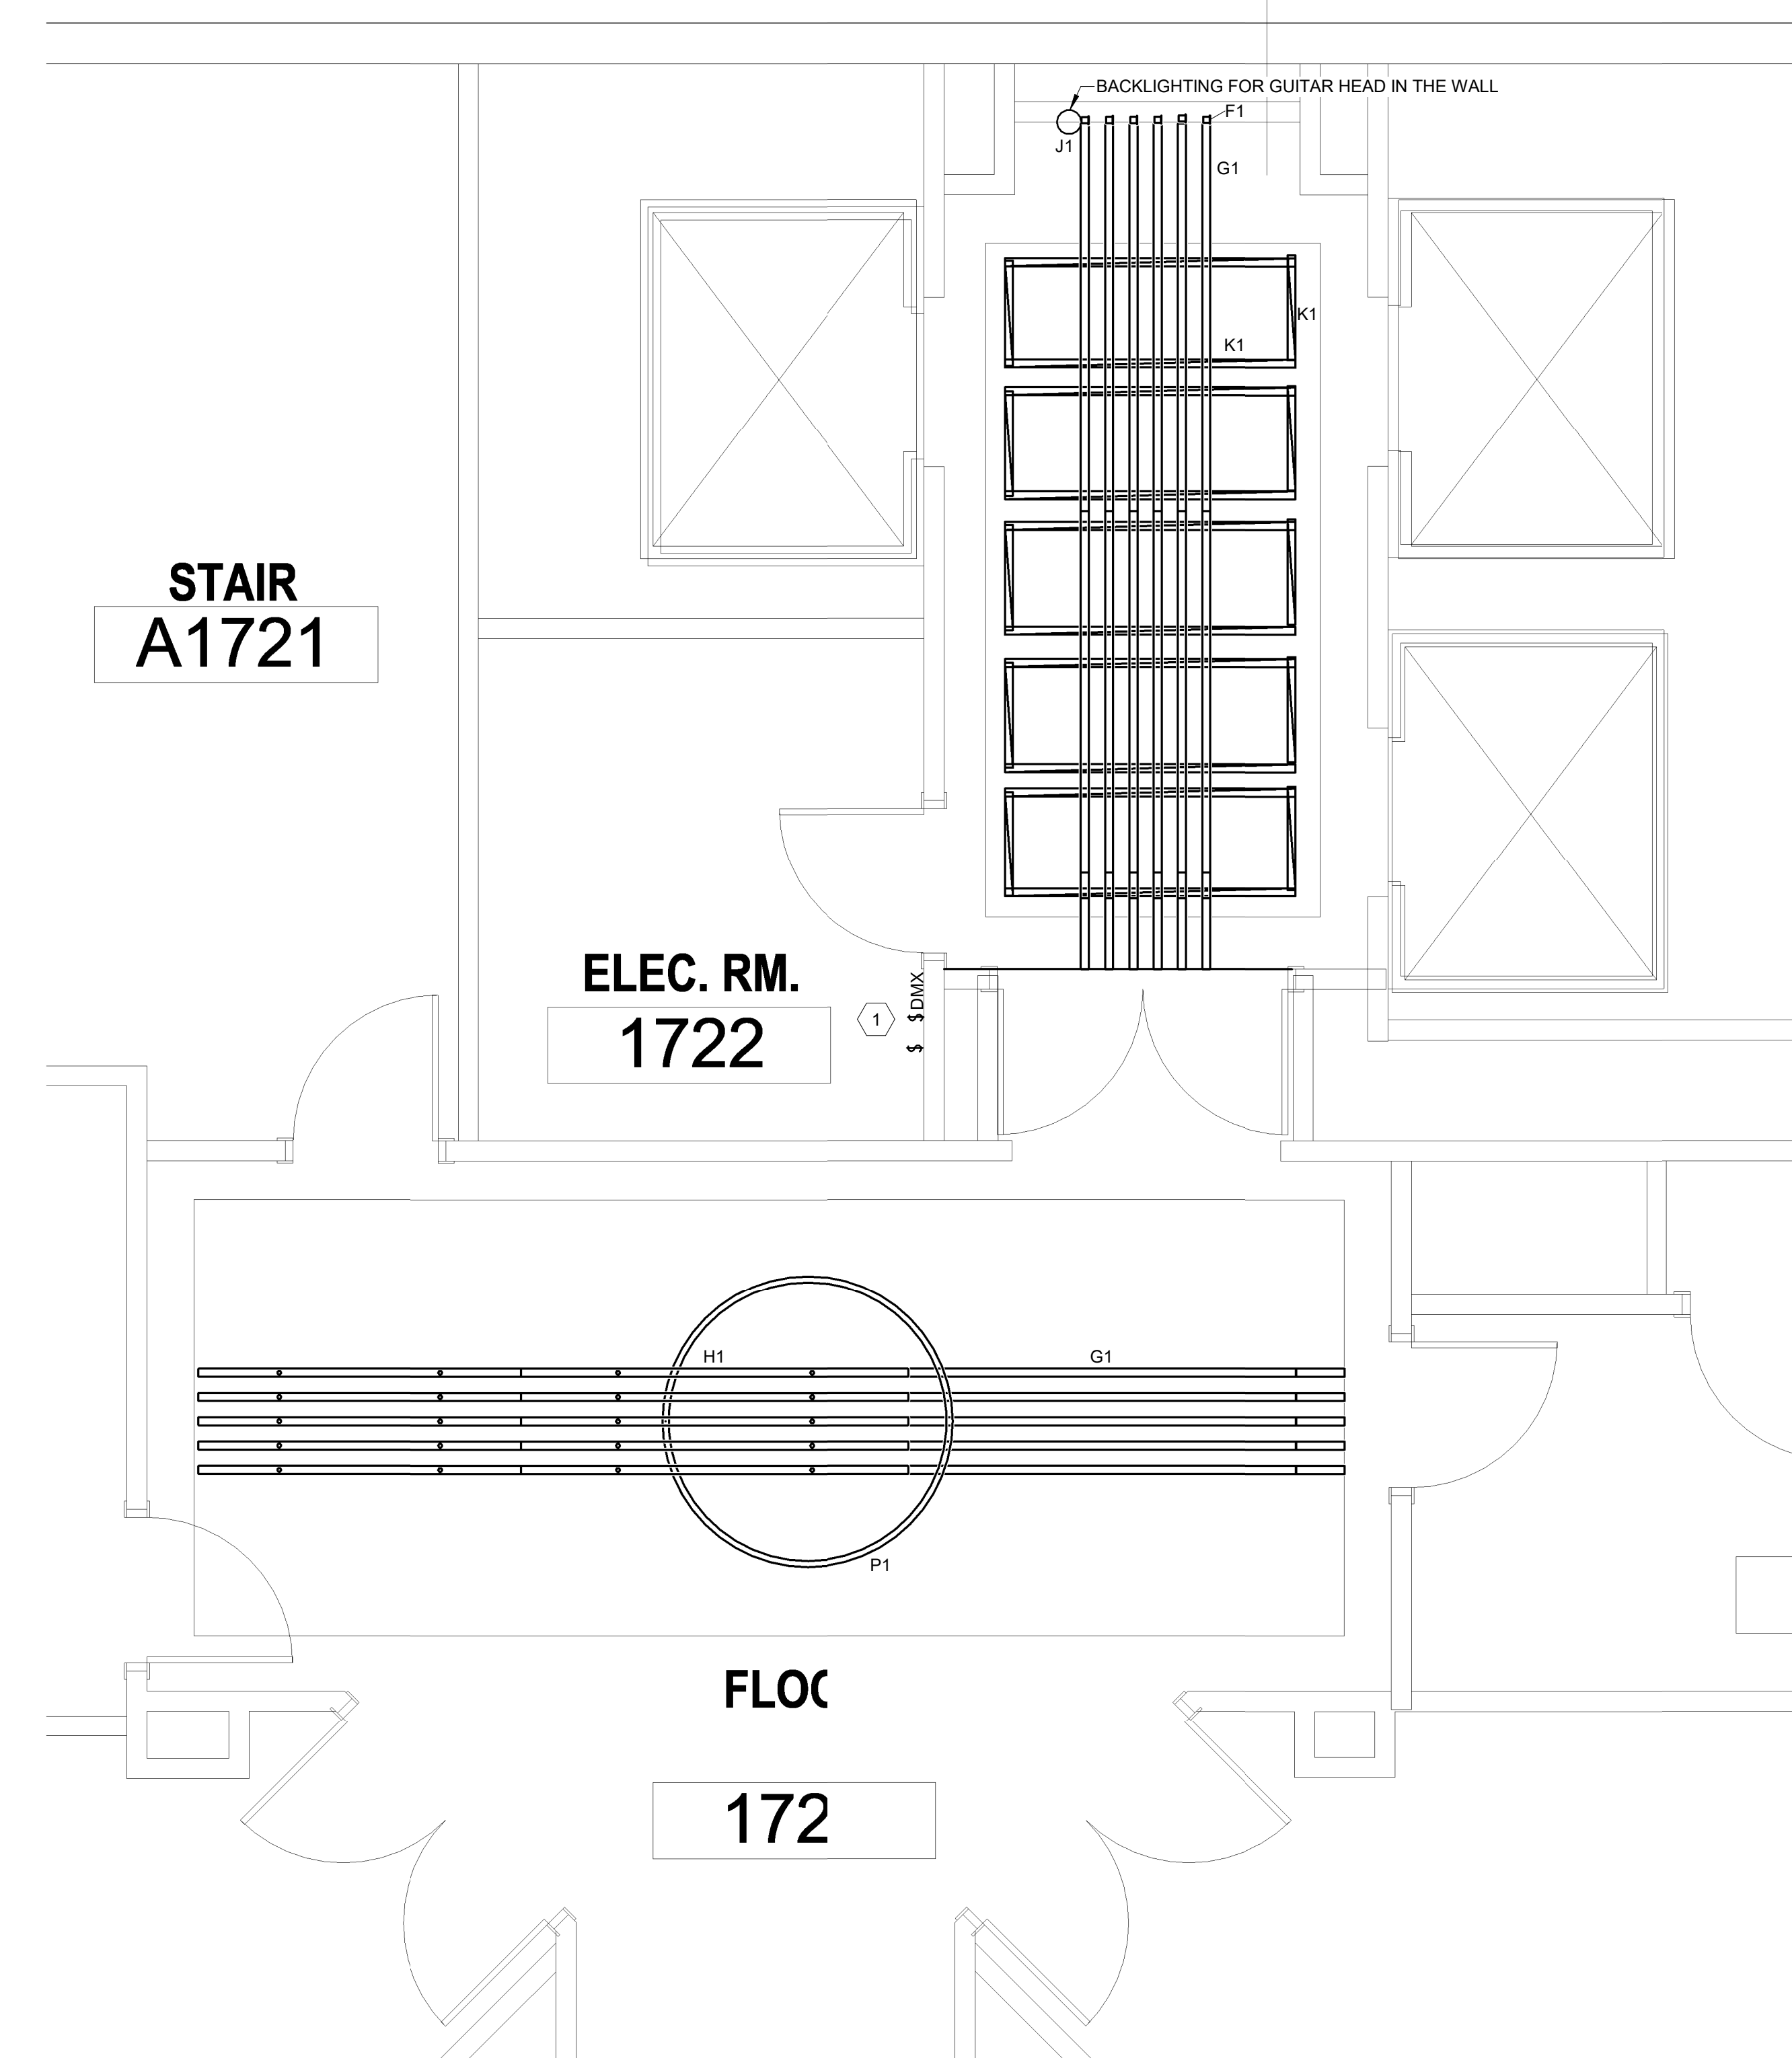 BACKLIGHTING FOR GUITAR HEAD IN THE WALL
F1
J1
G1
K1
K1
STAIR
A1721
ELEC. RM.
1722
1
$ $DMX
H1
G1
P1
172